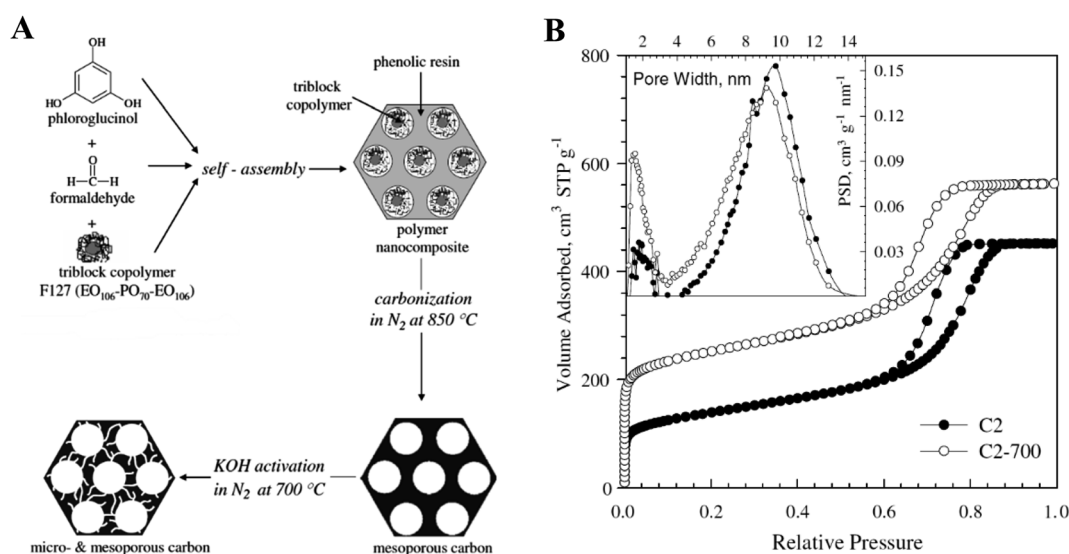 A
OH
HO
OH
phloroglucinol
+
O
H—C—H
formaldehyde
+
triblock copolymer
F127 (EO106-PO70-EO106)
self - assembly
phenolic resin
triblock
copolymer
polymer
nanocomposite
carbonization
in N2 at 850 °C
KOH activation
in N2 at 700 °C
micro- & mesoporous carbon
mesoporous carbon
B
2 4 6 8 10 12 14
Pore Width, nm
0.15
0.12
0.09
0.06
0.03
PSD, cm3 g-1 nm-1
800
600
400
200
0
Volume Adsorbed, cm3 STP g-1
C2
C2-700
0.0 0.2 0.4 0.6 0.8 1.0
Relative Pressure